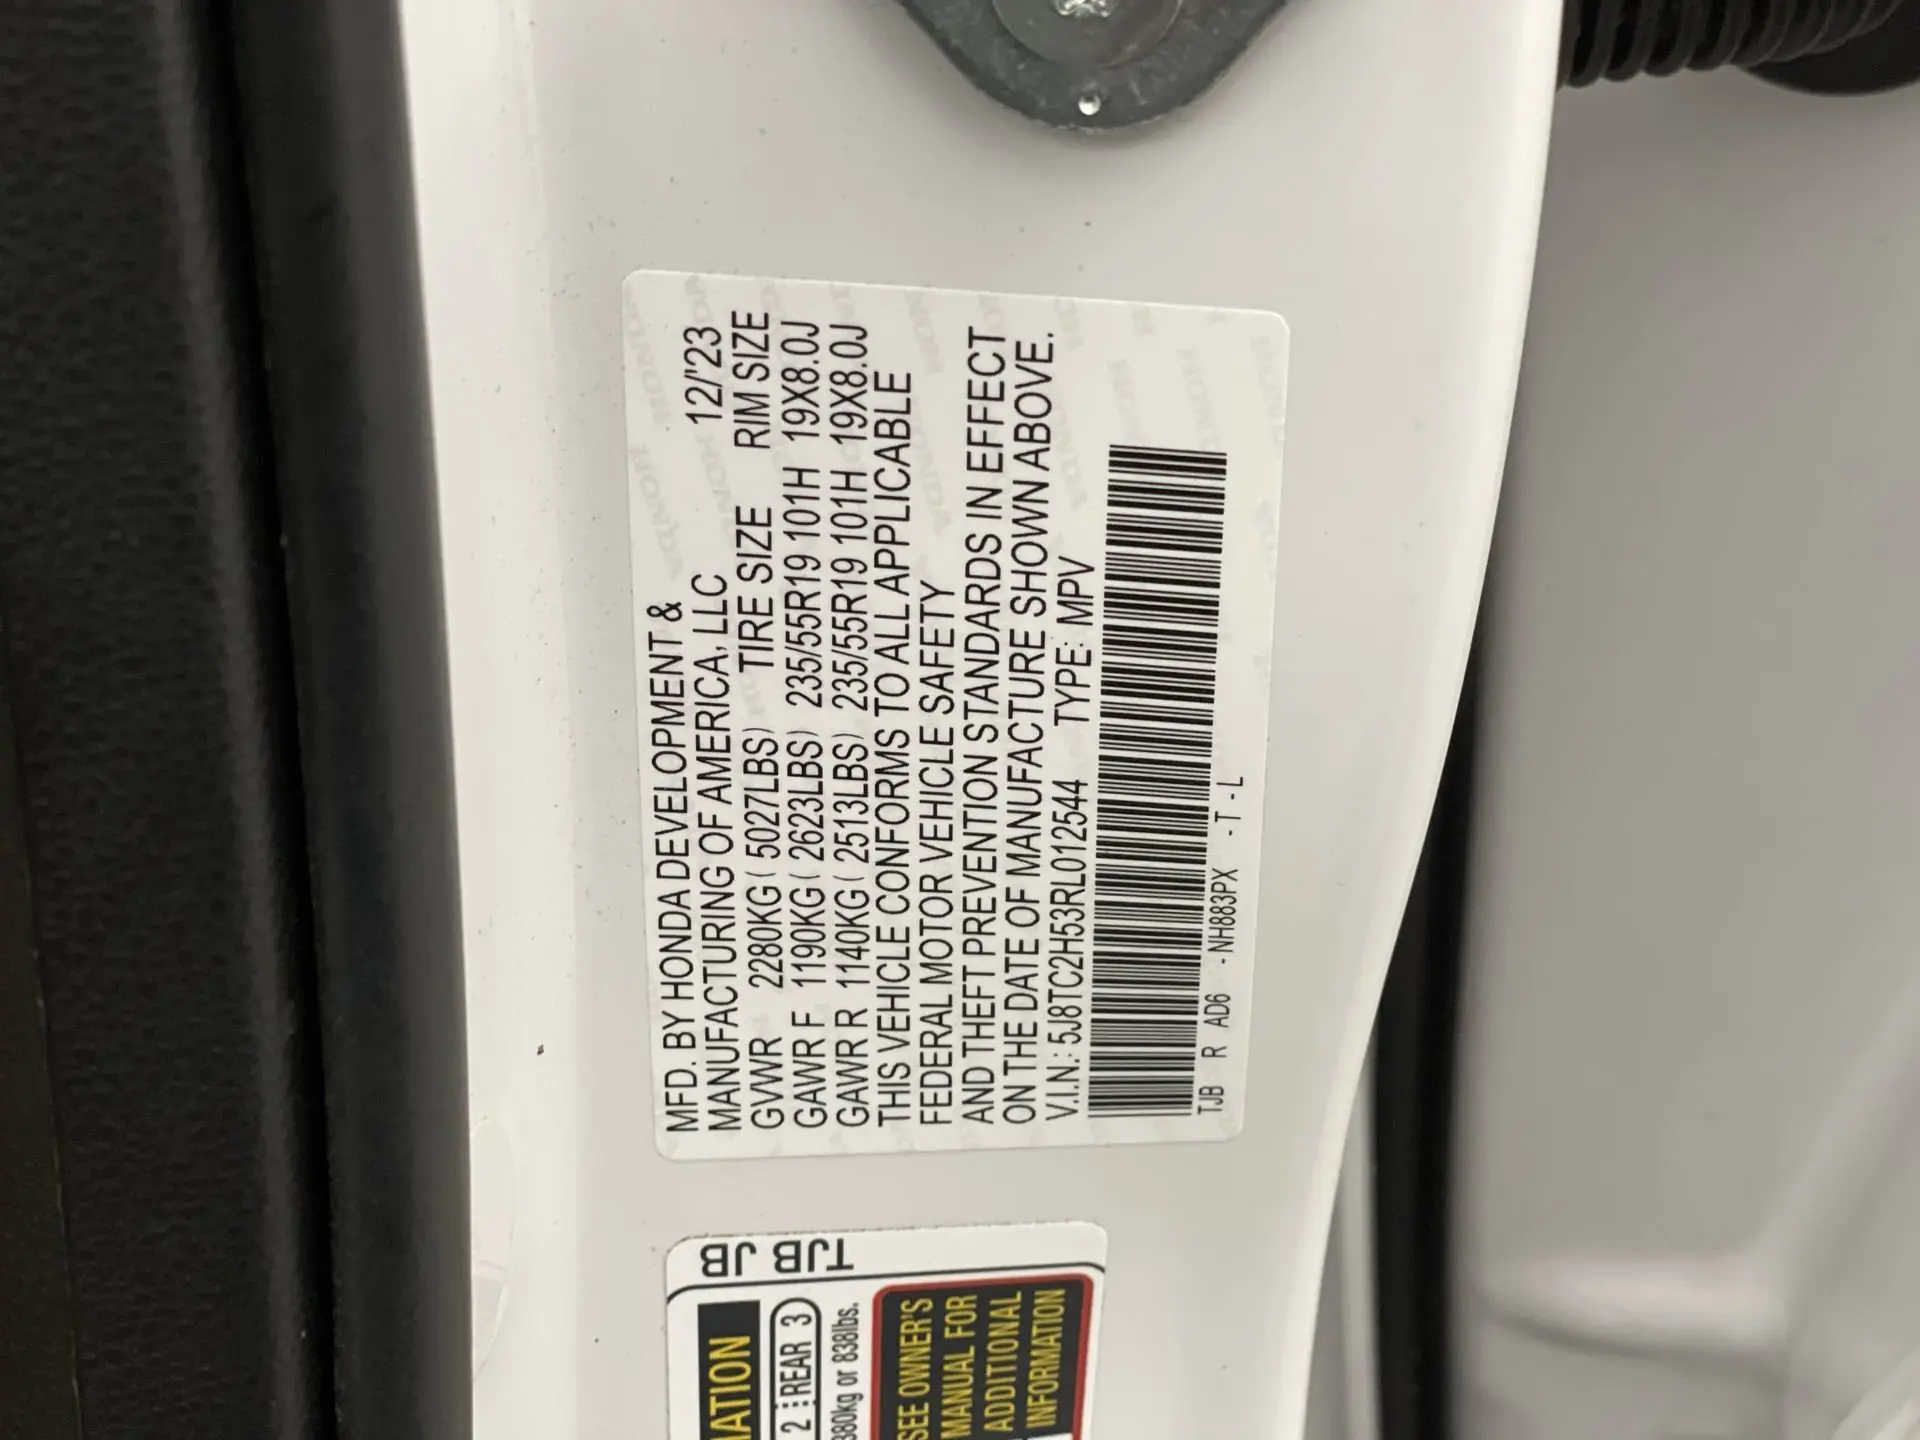 MFD. BY HONDA DEVELOPMENT &
MANUFACTURING OF AMERICA, LLC 12/'23
GVWR 2280KG ( 5027LBS) TIRE SIZE RIM SIZE
GAWR F 1190KG ( 2623LBS) 235/55R19 101H 19X8.0J
GAWR R 1140KG ( 2513LBS) 235/55R19 101H 19X8.0J
THIS VEHICLE CONFORMS TO ALL APPLICABLE
FEDERAL MOTOR VEHICLE SAFETY
AND THEFT PREVENTION STANDARDS IN EFFECT
ON THE DATE OF MANUFACTURE SHOWN ABOVE.
V.I.N.: 5J8TC2H53RL012544 TYPE: MPV
TJB R AD6 - NH883PX - T - L
TJB JB
2 REAR 3
380kg or 838lbs.
SEE OWNER'S
MANUAL FOR
ADDITIONAL
INFORMATION